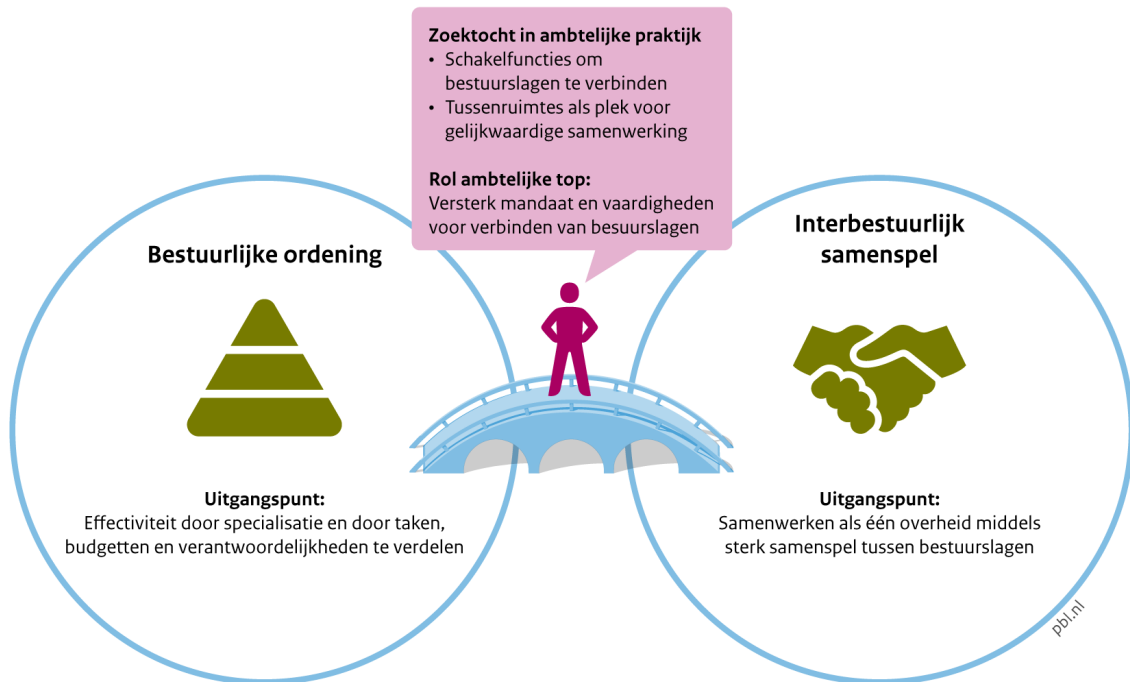 Zoektocht in ambtelijke praktijk
• Schakelfuncties om
bestuurslagen te verbinden
• Tussenruimtes als plek voor
gelijkwaardige samenwerking
Rol ambtelijke top:
Versterk mandaat en vaardigheden
voor verbinden van besuurslagen
Bestuurlijke ordening
Uitgangspunt:
Effectiviteit door specialisatie en door taken,
budgetten en verantwoordelijkheden te verdelen
Interbestuurlijk
samenspel
Uitgangspunt:
Samenwerken als één overheid middels
sterk samenspel tussen bestuurslagen
pbl.nl